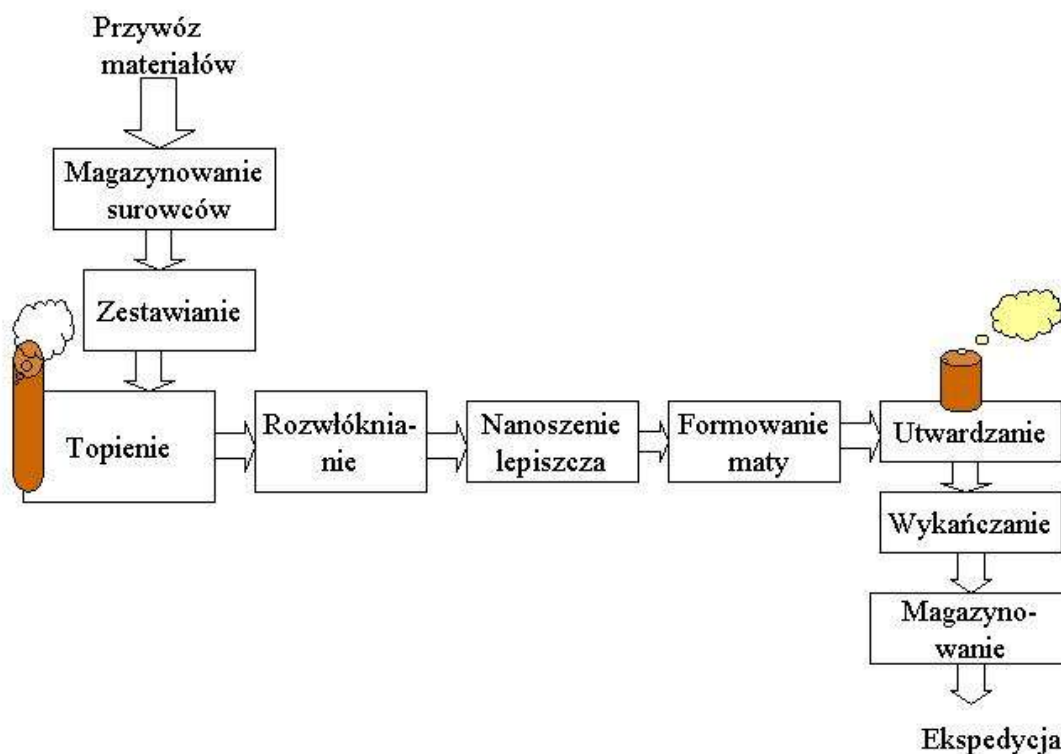 Przywóz
materiałów
Magazynowanie
surowców
Zestawianie
Topienie
Rozwłóknia-
nie
Nanoszenie
lepiszcza
Formowanie
maty
Utwardzanie
Wykańczanie
Magazyno-
wanie
Ekspedycja